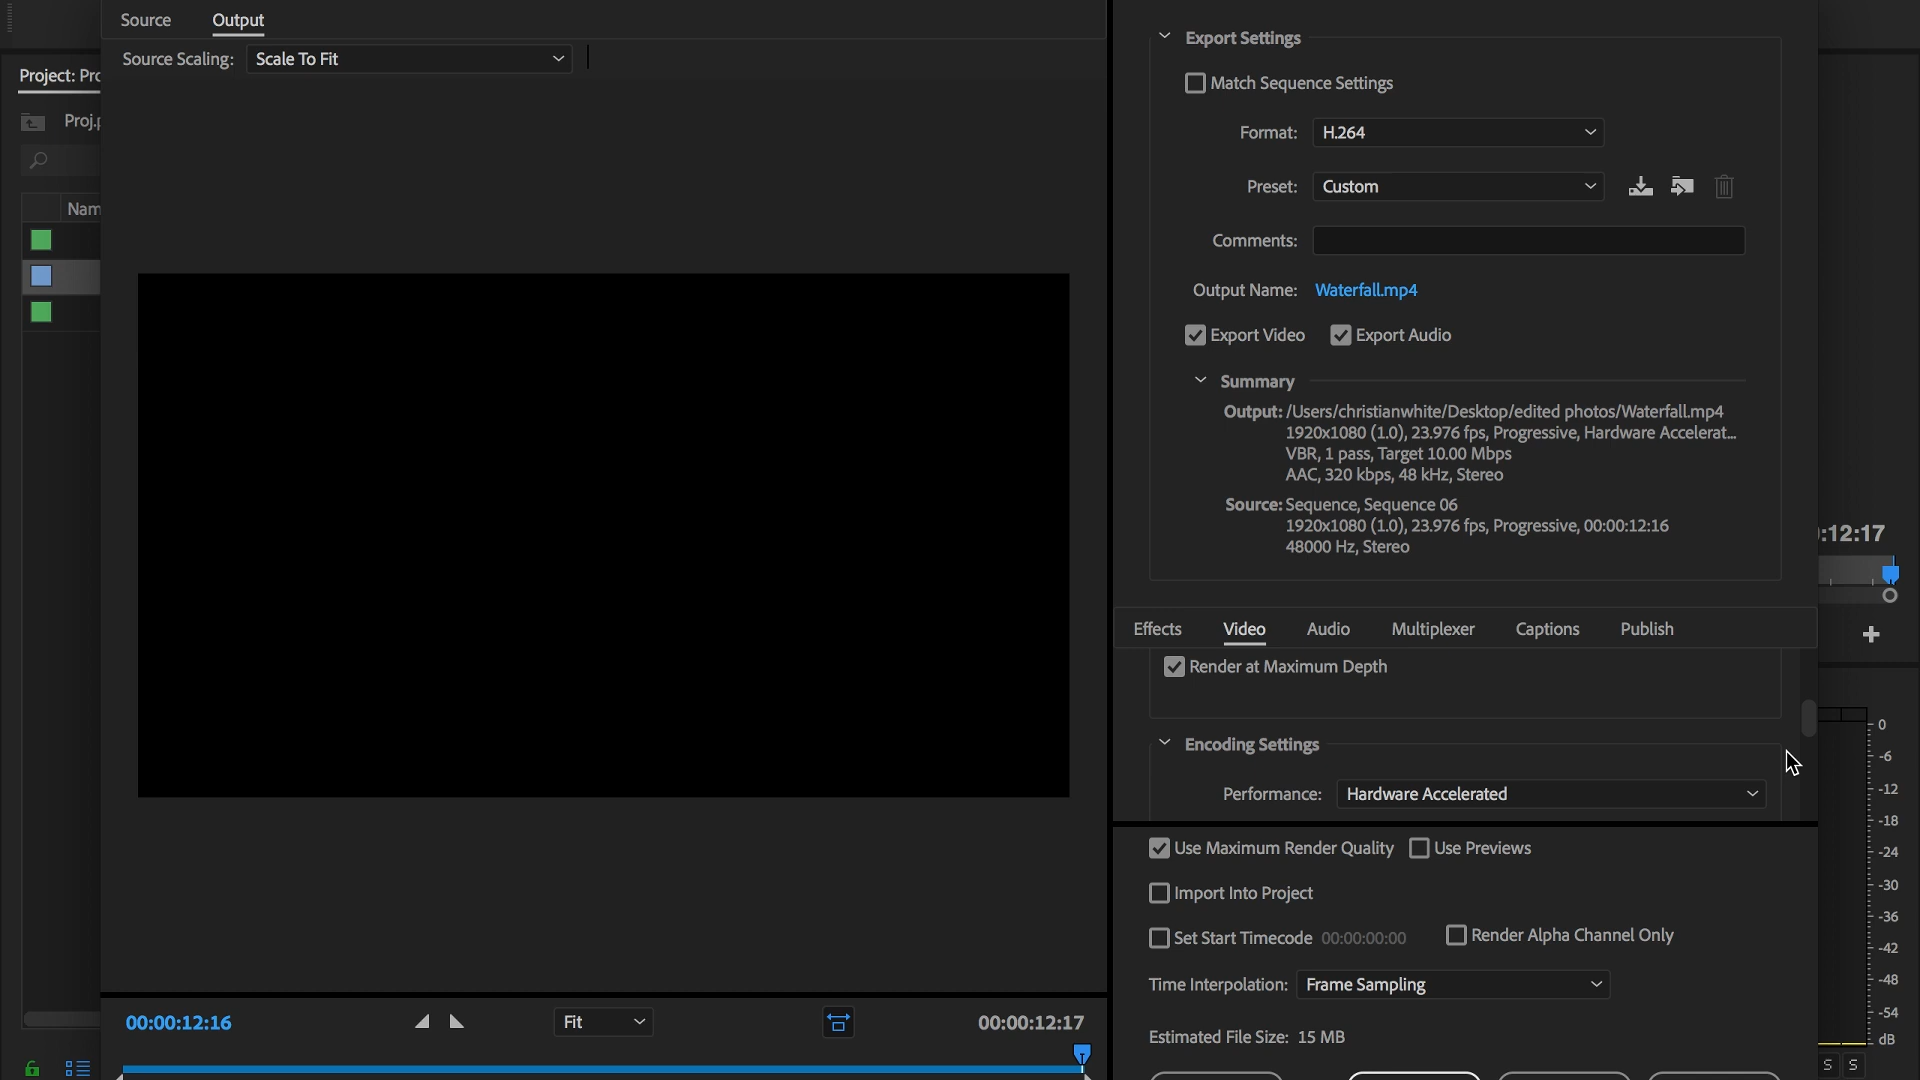 Source Output
Source Scaling: Scale To Fit
Project: Pro
Proj.p
Nam
Export Settings
Match Sequence Settings
Format: H.264
Preset: Custom
Comments:
Output Name: Waterfall.mp4
Export Video Export Audio
Summary
Output: /Users/christianwhite/Desktop/edited photos/Waterfall.mp4
1920x1080 (1.0), 23.976 fps, Progressive, Hardware Accelerat...
VBR, 1 pass, Target 10.00 Mbps
AAC, 320 kbps, 48 kHz, Stereo
Source: Sequence, Sequence 06
1920x1080 (1.0), 23.976 fps, Progressive, 00:00:12:16
48000 Hz, Stereo
Effects Video Audio Multiplexer Captions Publish
Render at Maximum Depth
Encoding Settings
Performance: Hardware Accelerated
Use Maximum Render Quality Use Previews
Import Into Project
Set Start Timecode 00:00:00:00 Render Alpha Channel Only
Time Interpolation: Frame Sampling
Estimated File Size: 15 MB
00:00:12:16 Fit 00:00:12:17
:12:17
0
-6
-12
-18
-24
-30
-36
-42
-48
-54
dB
S S